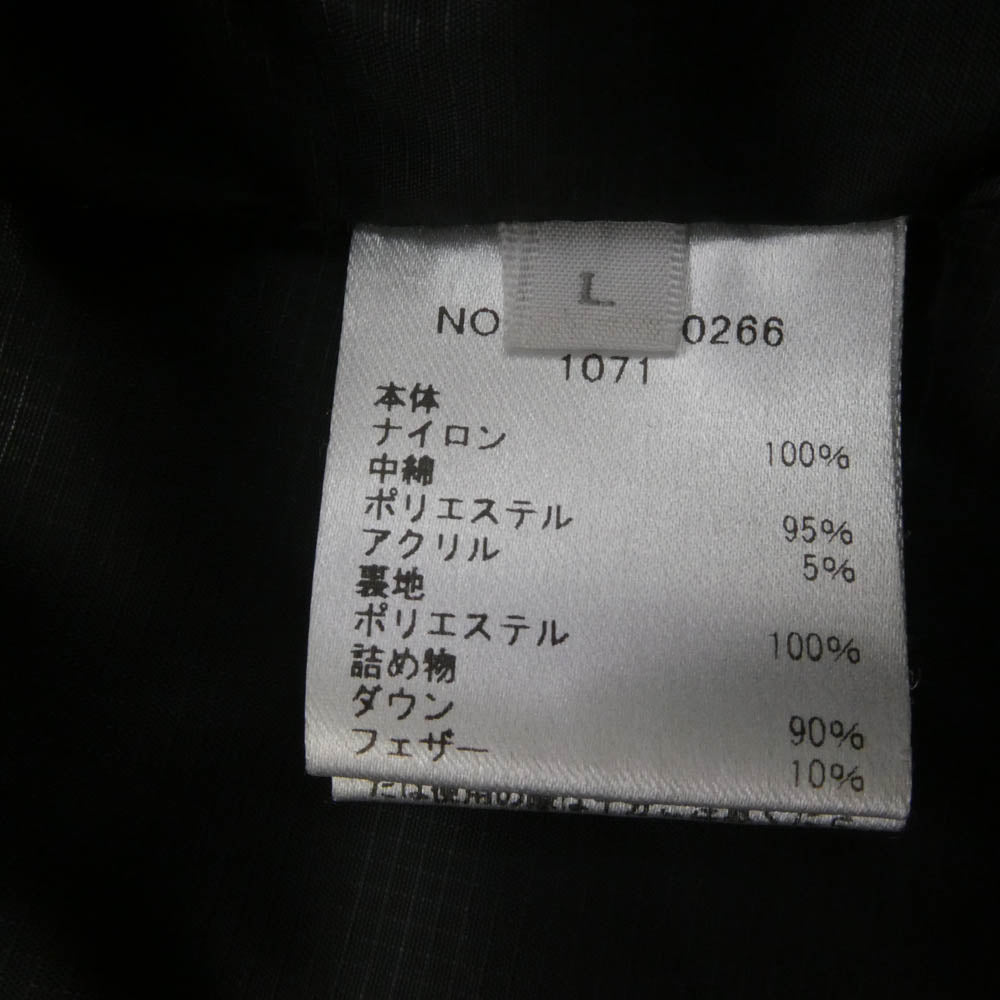 L
NO 0266
1071
本体
ナイロン 100%
中綿
ポリエステル 95%
アクリル 5%
裏地
ポリエステル 100%
詰め物
ダウン 90%
フェザー 10%